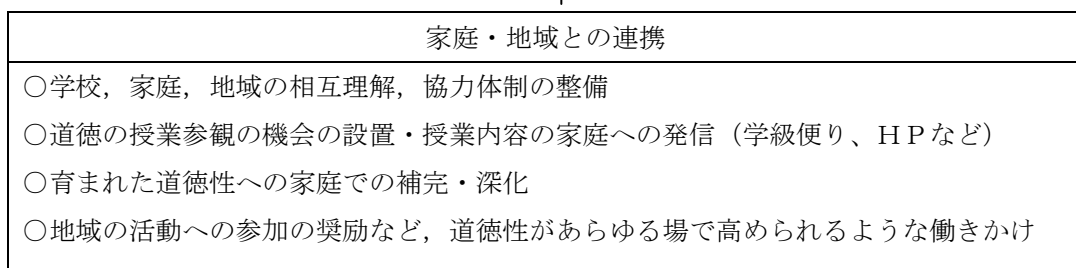 家庭・地域との連携
○学校，家庭，地域の相互理解，協力体制の整備
○道徳の授業参観の機会の設置・授業内容の家庭への発信（学級便り、ＨＰなど）
○育まれた道徳性への家庭での補完・深化
○地域の活動への参加の奨励など，道徳性があらゆる場で高められるような働きかけ